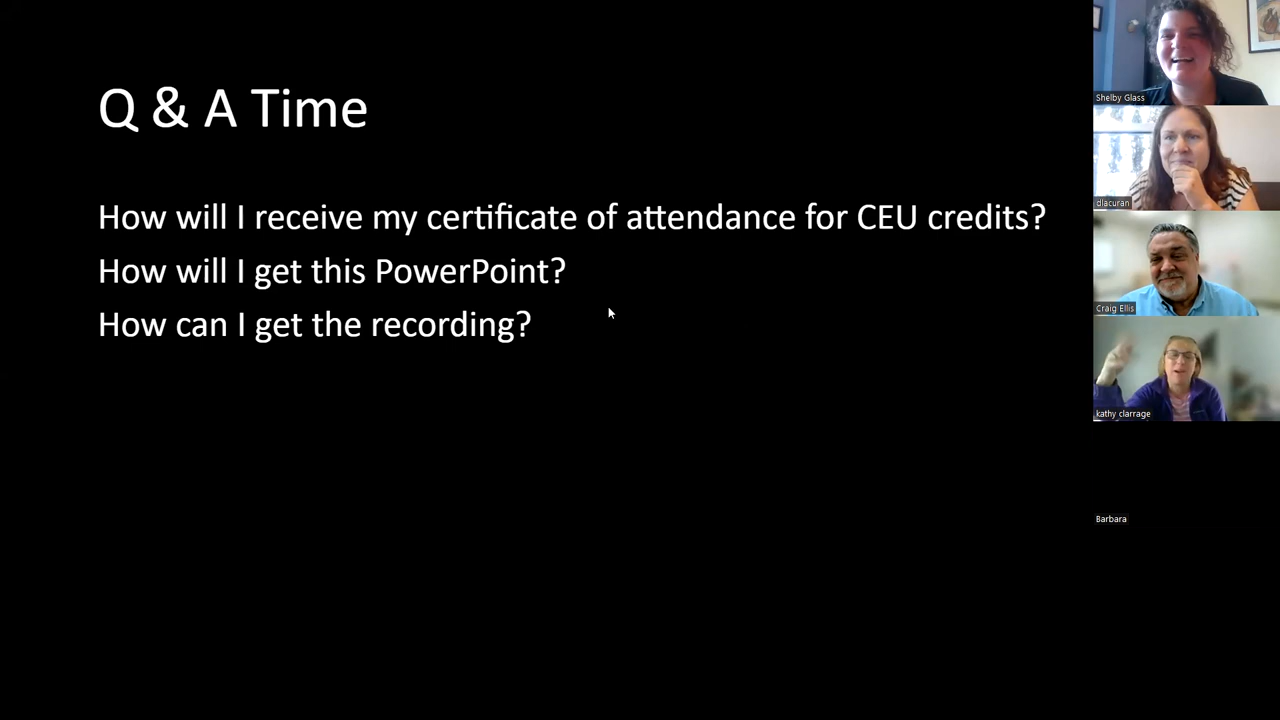 Q & A Time
How will I receive my certificate of attendance for CEU credits?
How will I get this PowerPoint?
How can I get the recording?
Shelby Glass
dlacuran
Craig Ellis
kathy clarrage
Barbara